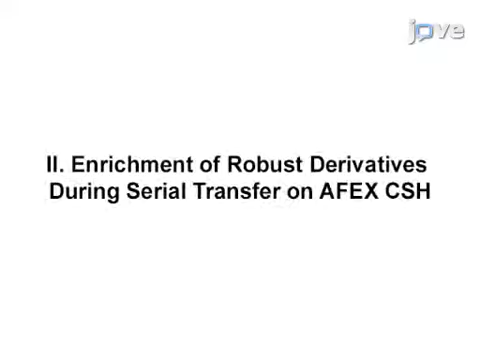 jove
II. Enrichment of Robust Derivatives
During Serial Transfer on AFEX CSH